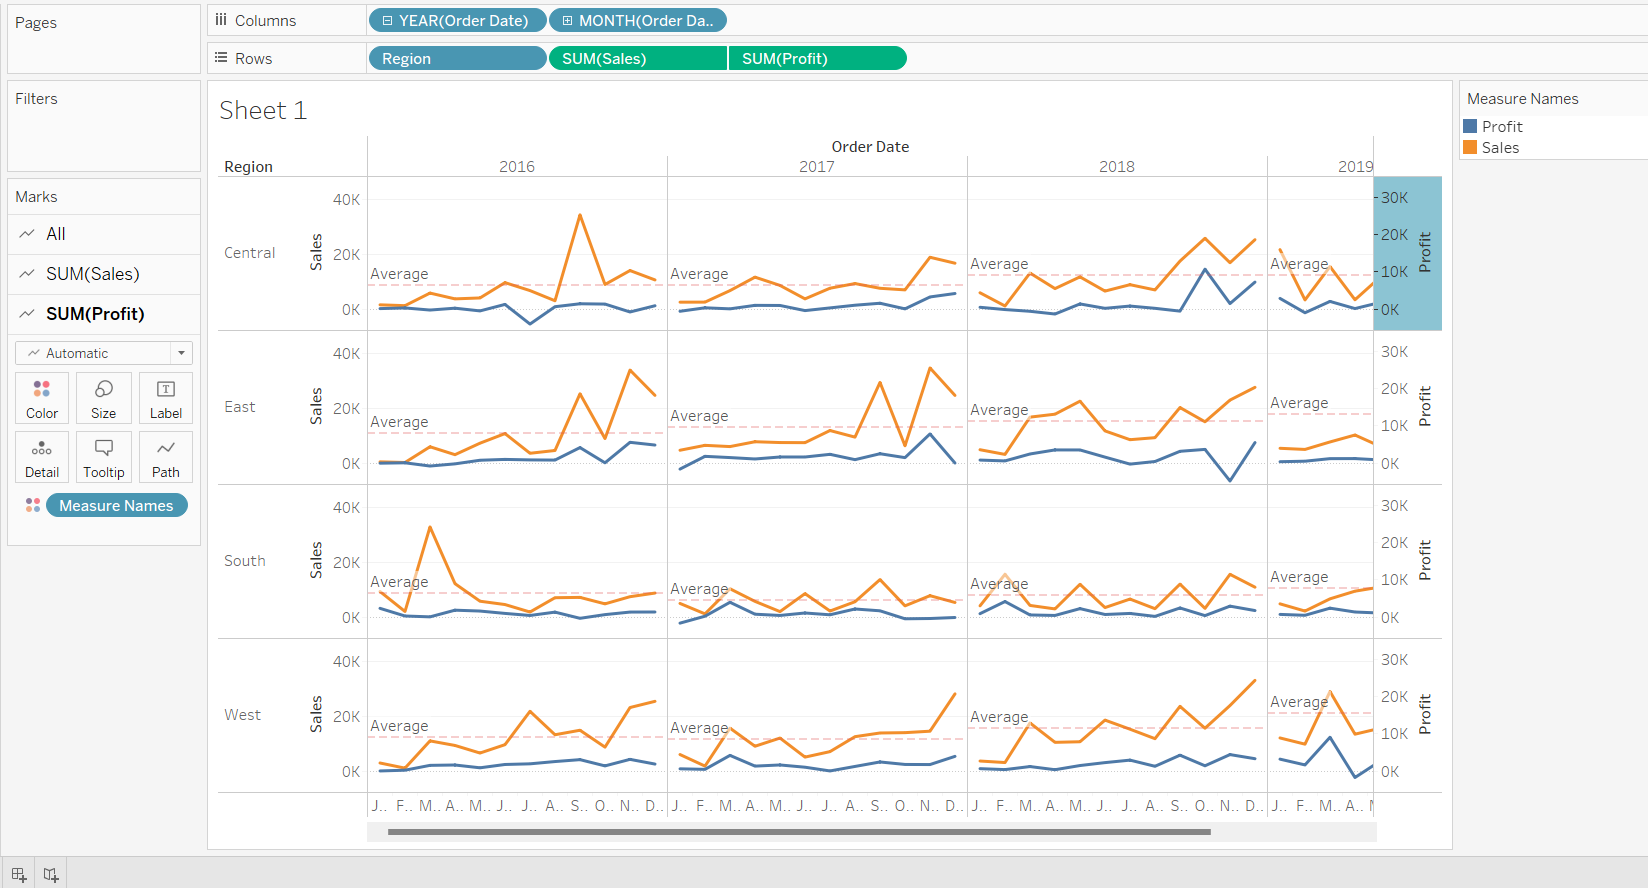 Pages
Columns
YEAR(Order Date)
MONTH(Order Da..
Rows
Region
SUM(Sales)
SUM(Profit)
Filters
Marks
All
SUM(Sales)
SUM(Profit)
Automatic
Color
Size
Label
Detail
Tooltip
Path
Measure Names
Sheet 1
Order Date
Region
2016
2017
2018
2019
Central
Sales
40K
20K
0K
Average
Average
Average
Average
30K
20K
10K
0K
Profit
East
Sales
40K
20K
0K
Average
Average
Average
Average
30K
20K
10K
0K
Profit
South
Sales
40K
20K
0K
Average
Average
Average
Average
30K
20K
10K
0K
Profit
West
Sales
40K
20K
0K
Average
Average
Average
Average
30K
20K
10K
0K
Profit
J.. F.. M.. A.. M.. J.. J.. A.. S.. O.. N.. D.. J.. F.. M.. A.. M.. J.. J.. A.. S.. O.. N.. D.. J.. F.. M.. A.. M.. J.. J.. A.. S.. O.. N.. D.. J.. F.. M.. A..
Measure Names
Profit
Sales